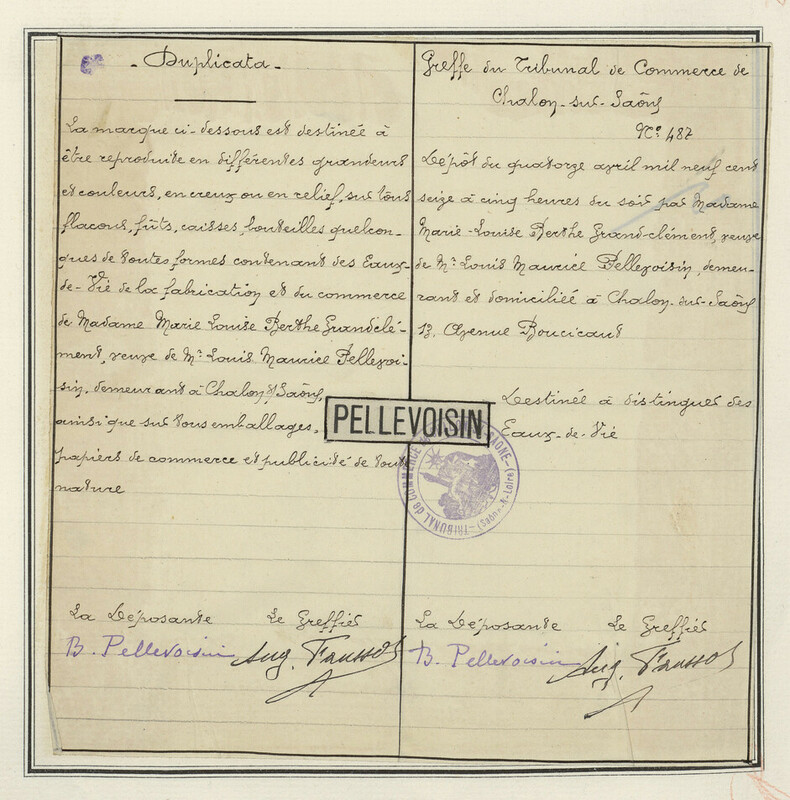 - Duplicata -
La marque ci-dessous est destinée à
être reproduite en différentes grandeurs
et couleurs, en creux ou en relief, sur tous
flacons, fûts, caisses, bouteilles quelcon-
ques de toutes formes contenant des Eaux-
de-Vie de la fabrication et du commerce
de Madame Marie Louise Berthe Grandclé-
ment, veuve de Mr Louis Maurice Pellevoi-
sin, demeurant à Chalon s/ Saône,
ainsi que sur tous emballages,
papiers de commerce et publicité de toute
nature
PELLEVOISIN
La Déposante Le Greffier
B. Pellevoisin
Greffe du Tribunal de Commerce de
Chalon-sur-Saône
No 487
Dépôt du quatorze avril mil neuf cent
seize à cinq heures du soir par Madame
Marie-Louise Berthe Grand-clément, veuve
de Mr Louis Maurice Pellevoisin, demeu-
rant et domiciliée à Chalon-sur-Saône
13, Avenue Boucicaut
Destinée à distinguer des
Eaux-de-Vie
TRIBUNAL de COMMERCE SAONE
(Saône-&-Loire)
La Déposante Le Greffier
B. Pellevoisin